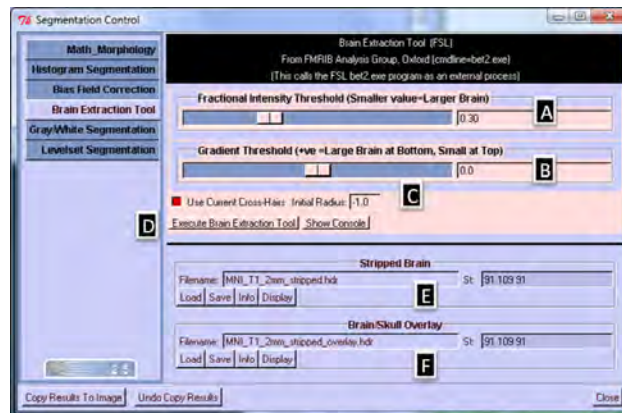 Segmentation Control
Math_Morphology
Histogram Segmentation
Bias Field Correction
Brain Extraction Tool
Gray/White Segmentation
Levelset Segmentation
D
Brain Extraction Tool (FSL)
From FMRIB Analysis Group, Oxford (cmdline=bet2.exe)
(This calls the FSL bet2.exe program as an external process)
Fractional Intensity Threshold (Smaller value=Larger Brain)
0.30 A
Gradient Threshold (+ve =Large Brain at Bottom, Small at Top)
0.0 B
Use Current Cross-Hairs Initial Radius: -1.0 C
Execute Brain Extraction Tool Show Console
Stripped Brain
Filename: MNI_T1_2mm_stripped.hdr St: 91 109 91
Load Save Info Display E
Brain/Skull Overlay
Filename: MNI_T1_2mm_stripped_overlay.hdr St: 91 109 91
Load Save Info Display F
Copy Results To Image Undo Copy Results Close